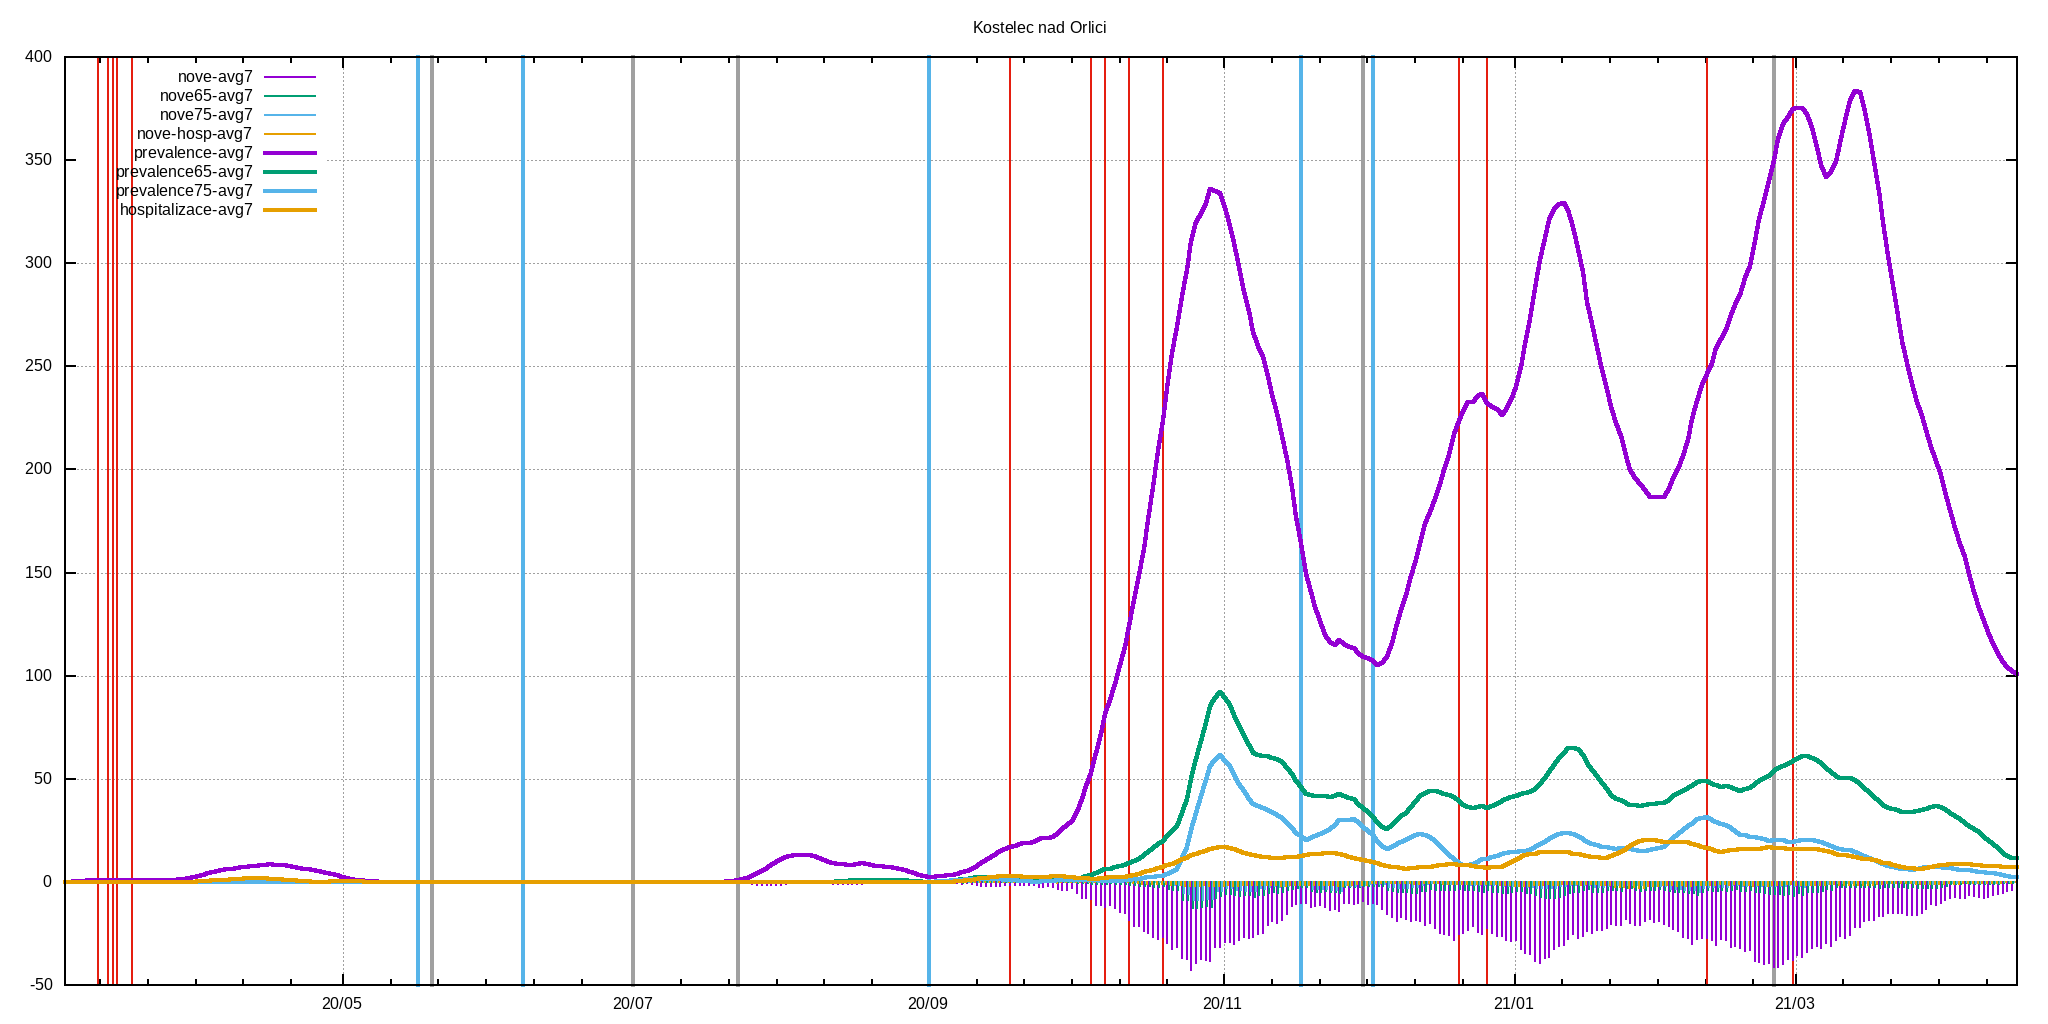 Kostelec nad Orlici
400
350
300
250
200
150
100
50
0
-50
nove-avg7
nove65-avg7
nove75-avg7
nove-hosp-avg7
prevalence-avg7
prevalence65-avg7
prevalence75-avg7
hospitalizace-avg7
20/05 20/07 20/09 20/11 21/01 21/03